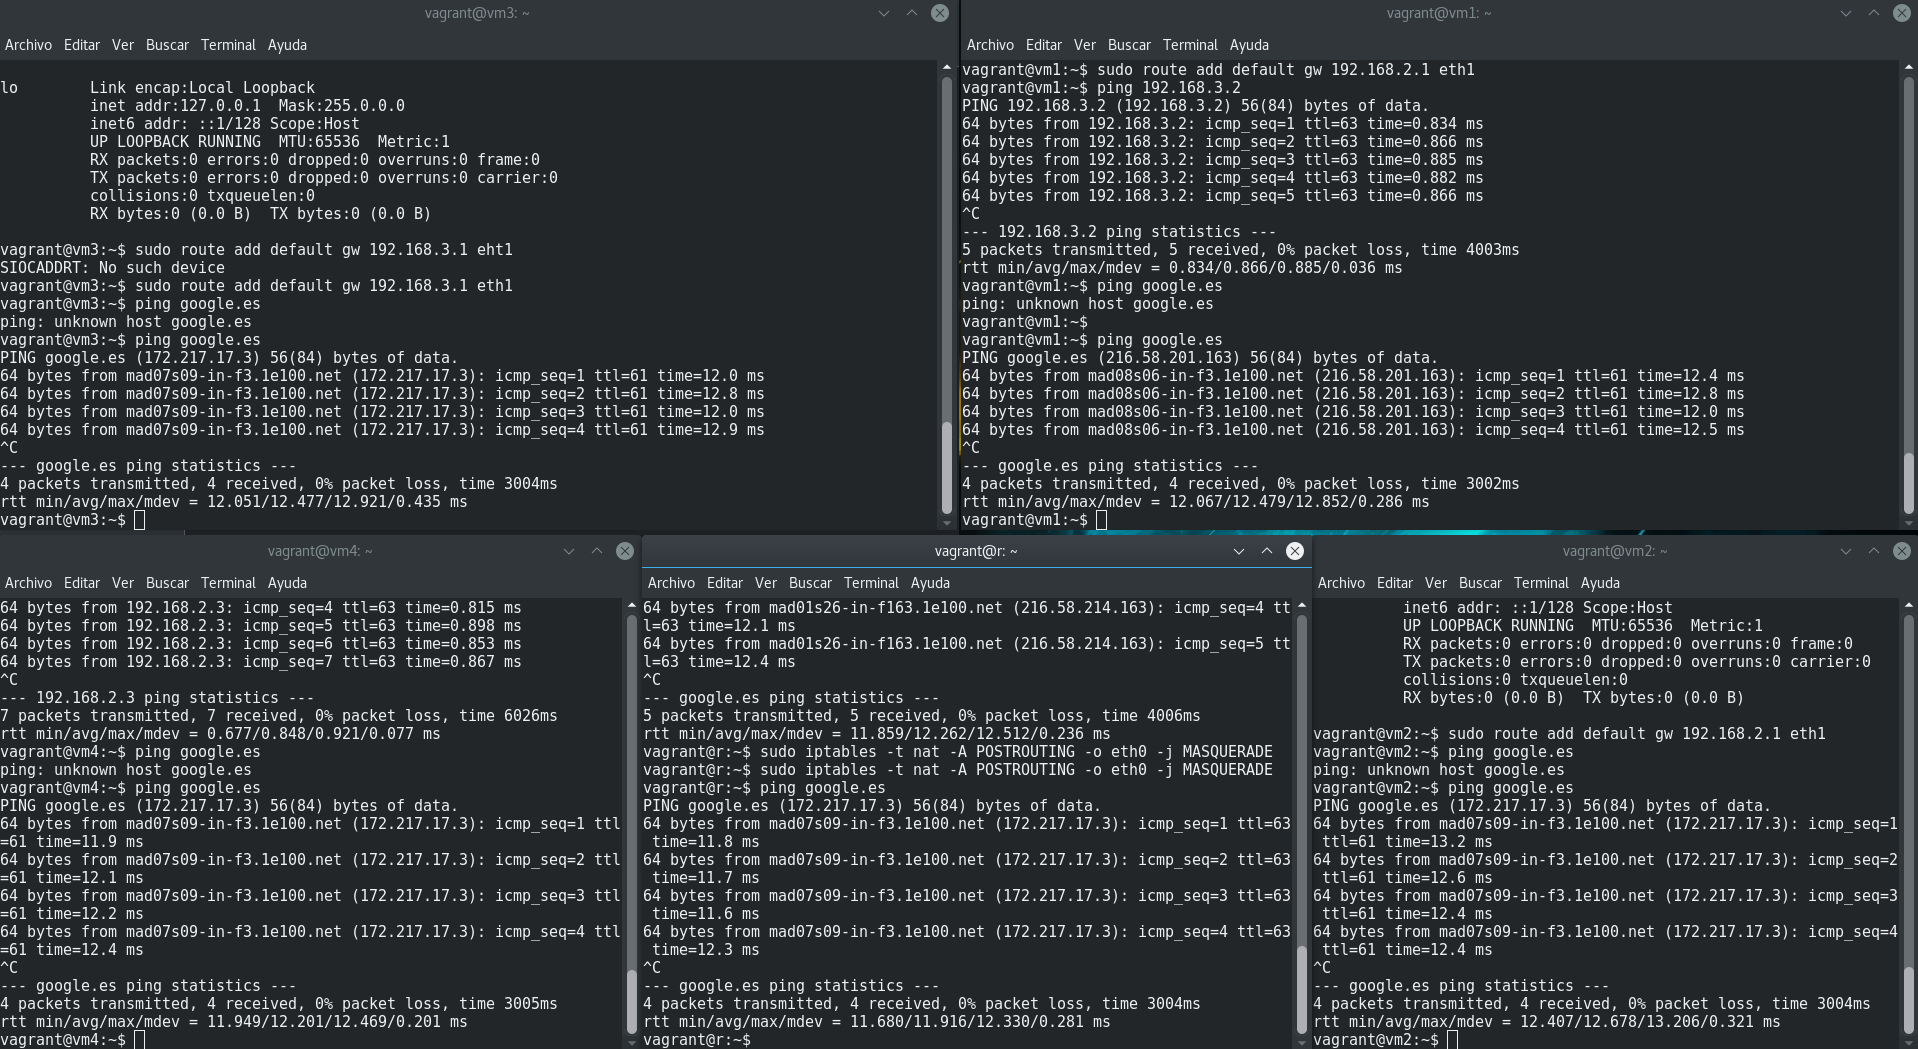 vagrant@vm3: ~
Archivo Editar Ver Buscar Terminal Ayuda
lo        Link encap:Local Loopback
          inet addr:127.0.0.1  Mask:255.0.0.0
          inet6 addr: ::1/128 Scope:Host
          UP LOOPBACK RUNNING  MTU:65536  Metric:1
          RX packets:0 errors:0 dropped:0 overruns:0 frame:0
          TX packets:0 errors:0 dropped:0 overruns:0 carrier:0
          collisions:0 txqueuelen:0
          RX bytes:0 (0.0 B)  TX bytes:0 (0.0 B)
vagrant@vm3:~$ sudo route add default gw 192.168.3.1 eht1
SIOCADDRT: No such device
vagrant@vm3:~$ sudo route add default gw 192.168.3.1 eth1
vagrant@vm3:~$ ping google.es
ping: unknown host google.es
vagrant@vm3:~$ ping google.es
PING google.es (172.217.17.3) 56(84) bytes of data.
64 bytes from mad07s09-in-f3.1e100.net (172.217.17.3): icmp_seq=1 ttl=61 time=12.0 ms
64 bytes from mad07s09-in-f3.1e100.net (172.217.17.3): icmp_seq=2 ttl=61 time=12.8 ms
64 bytes from mad07s09-in-f3.1e100.net (172.217.17.3): icmp_seq=3 ttl=61 time=12.0 ms
64 bytes from mad07s09-in-f3.1e100.net (172.217.17.3): icmp_seq=4 ttl=61 time=12.9 ms
^C
--- google.es ping statistics ---
4 packets transmitted, 4 received, 0% packet loss, time 3004ms
rtt min/avg/max/mdev = 12.051/12.477/12.921/0.435 ms
vagrant@vm3:~$
vagrant@vm1: ~
Archivo Editar Ver Buscar Terminal Ayuda
vagrant@vm1:~$ sudo route add default gw 192.168.2.1 eth1
vagrant@vm1:~$ ping 192.168.3.2
PING 192.168.3.2 (192.168.3.2) 56(84) bytes of data.
64 bytes from 192.168.3.2: icmp_seq=1 ttl=63 time=0.834 ms
64 bytes from 192.168.3.2: icmp_seq=2 ttl=63 time=0.866 ms
64 bytes from 192.168.3.2: icmp_seq=3 ttl=63 time=0.885 ms
64 bytes from 192.168.3.2: icmp_seq=4 ttl=63 time=0.882 ms
64 bytes from 192.168.3.2: icmp_seq=5 ttl=63 time=0.866 ms
^C
--- 192.168.3.2 ping statistics ---
5 packets transmitted, 5 received, 0% packet loss, time 4003ms
rtt min/avg/max/mdev = 0.834/0.866/0.885/0.036 ms
vagrant@vm1:~$ ping google.es
ping: unknown host google.es
vagrant@vm1:~$
vagrant@vm1:~$ ping google.es
PING google.es (216.58.201.163) 56(84) bytes of data.
64 bytes from mad08s06-in-f3.1e100.net (216.58.201.163): icmp_seq=1 ttl=61 time=12.4 ms
64 bytes from mad08s06-in-f3.1e100.net (216.58.201.163): icmp_seq=2 ttl=61 time=12.8 ms
64 bytes from mad08s06-in-f3.1e100.net (216.58.201.163): icmp_seq=3 ttl=61 time=12.0 ms
64 bytes from mad08s06-in-f3.1e100.net (216.58.201.163): icmp_seq=4 ttl=61 time=12.5 ms
^C
--- google.es ping statistics ---
4 packets transmitted, 4 received, 0% packet loss, time 3002ms
rtt min/avg/max/mdev = 12.067/12.479/12.852/0.286 ms
vagrant@vm1:~$
vagrant@vm4: ~
Archivo Editar Ver Buscar Terminal Ayuda
64 bytes from 192.168.2.3: icmp_seq=4 ttl=63 time=0.815 ms
64 bytes from 192.168.2.3: icmp_seq=5 ttl=63 time=0.898 ms
64 bytes from 192.168.2.3: icmp_seq=6 ttl=63 time=0.853 ms
64 bytes from 192.168.2.3: icmp_seq=7 ttl=63 time=0.867 ms
^C
--- 192.168.2.3 ping statistics ---
7 packets transmitted, 7 received, 0% packet loss, time 6026ms
rtt min/avg/max/mdev = 0.677/0.848/0.921/0.077 ms
vagrant@vm4:~$ ping google.es
ping: unknown host google.es
vagrant@vm4:~$ ping google.es
PING google.es (172.217.17.3) 56(84) bytes of data.
64 bytes from mad07s09-in-f3.1e100.net (172.217.17.3): icmp_seq=1 ttl
=61 time=11.9 ms
64 bytes from mad07s09-in-f3.1e100.net (172.217.17.3): icmp_seq=2 ttl
=61 time=12.1 ms
64 bytes from mad07s09-in-f3.1e100.net (172.217.17.3): icmp_seq=3 ttl
=61 time=12.2 ms
64 bytes from mad07s09-in-f3.1e100.net (172.217.17.3): icmp_seq=4 ttl
=61 time=12.4 ms
^C
--- google.es ping statistics ---
4 packets transmitted, 4 received, 0% packet loss, time 3005ms
rtt min/avg/max/mdev = 11.949/12.201/12.469/0.201 ms
vagrant@vm4:~$
vagrant@r: ~
Archivo Editar Ver Buscar Terminal Ayuda
64 bytes from mad01s26-in-f163.1e100.net (216.58.214.163): icmp_seq=4 tt
l=63 time=12.1 ms
64 bytes from mad01s26-in-f163.1e100.net (216.58.214.163): icmp_seq=5 tt
l=63 time=12.4 ms
^C
--- google.es ping statistics ---
5 packets transmitted, 5 received, 0% packet loss, time 4006ms
rtt min/avg/max/mdev = 11.859/12.262/12.512/0.236 ms
vagrant@r:~$ sudo iptables -t nat -A POSTROUTING -o eth0 -j MASQUERADE
vagrant@r:~$ sudo iptables -t nat -A POSTROUTING -o eth0 -j MASQUERADE
vagrant@r:~$ ping google.es
PING google.es (172.217.17.3) 56(84) bytes of data.
64 bytes from mad07s09-in-f3.1e100.net (172.217.17.3): icmp_seq=1 ttl=63
 time=11.8 ms
64 bytes from mad07s09-in-f3.1e100.net (172.217.17.3): icmp_seq=2 ttl=63
 time=11.7 ms
64 bytes from mad07s09-in-f3.1e100.net (172.217.17.3): icmp_seq=3 ttl=63
 time=11.6 ms
64 bytes from mad07s09-in-f3.1e100.net (172.217.17.3): icmp_seq=4 ttl=63
 time=12.3 ms
^C
--- google.es ping statistics ---
4 packets transmitted, 4 received, 0% packet loss, time 3004ms
rtt min/avg/max/mdev = 11.680/11.916/12.330/0.281 ms
vagrant@r:~$
vagrant@vm2: ~
Archivo Editar Ver Buscar Terminal Ayuda
          inet6 addr: ::1/128 Scope:Host
          UP LOOPBACK RUNNING  MTU:65536  Metric:1
          RX packets:0 errors:0 dropped:0 overruns:0 frame:0
          TX packets:0 errors:0 dropped:0 overruns:0 carrier:0
          collisions:0 txqueuelen:0
          RX bytes:0 (0.0 B)  TX bytes:0 (0.0 B)
vagrant@vm2:~$ sudo route add default gw 192.168.2.1 eth1
vagrant@vm2:~$ ping google.es
ping: unknown host google.es
vagrant@vm2:~$ ping google.es
PING google.es (172.217.17.3) 56(84) bytes of data.
64 bytes from mad07s09-in-f3.1e100.net (172.217.17.3): icmp_seq=1
 ttl=61 time=13.2 ms
64 bytes from mad07s09-in-f3.1e100.net (172.217.17.3): icmp_seq=2
 ttl=61 time=12.6 ms
64 bytes from mad07s09-in-f3.1e100.net (172.217.17.3): icmp_seq=3
 ttl=61 time=12.4 ms
64 bytes from mad07s09-in-f3.1e100.net (172.217.17.3): icmp_seq=4
 ttl=61 time=12.4 ms
^C
--- google.es ping statistics ---
4 packets transmitted, 4 received, 0% packet loss, time 3004ms
rtt min/avg/max/mdev = 12.407/12.678/13.206/0.321 ms
vagrant@vm2:~$